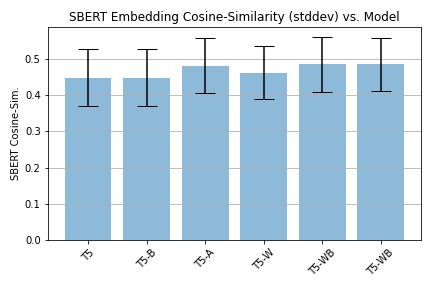 SBERT Embedding Cosine-Similarity (stddev) vs. Model
SBERT Cosine-Sim.
0.5
0.4
0.3
0.2
0.1
0.0
T5
T5-B
T5-A
T5-W
T5-WB
T5-WB